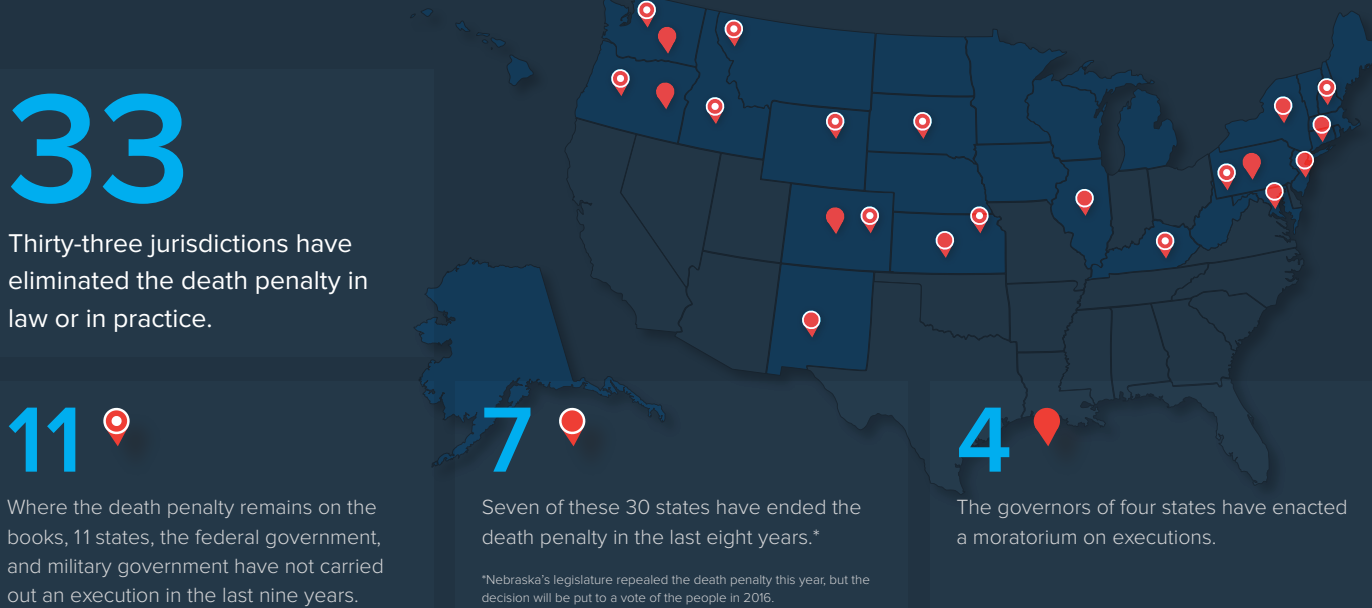 33
Thirty-three jurisdictions have
eliminated the death penalty in
law or in practice.
11
Where the death penalty remains on the
books, 11 states, the federal government,
and military government have not carried
out an execution in the last nine years.
7
Seven of these 30 states have ended the
death penalty in the last eight years.*
*Nebraska's legislature repealed the death penalty this year, but the
decision will be put to a vote of the people in 2016.
4
The governors of four states have enacted
a moratorium on executions.